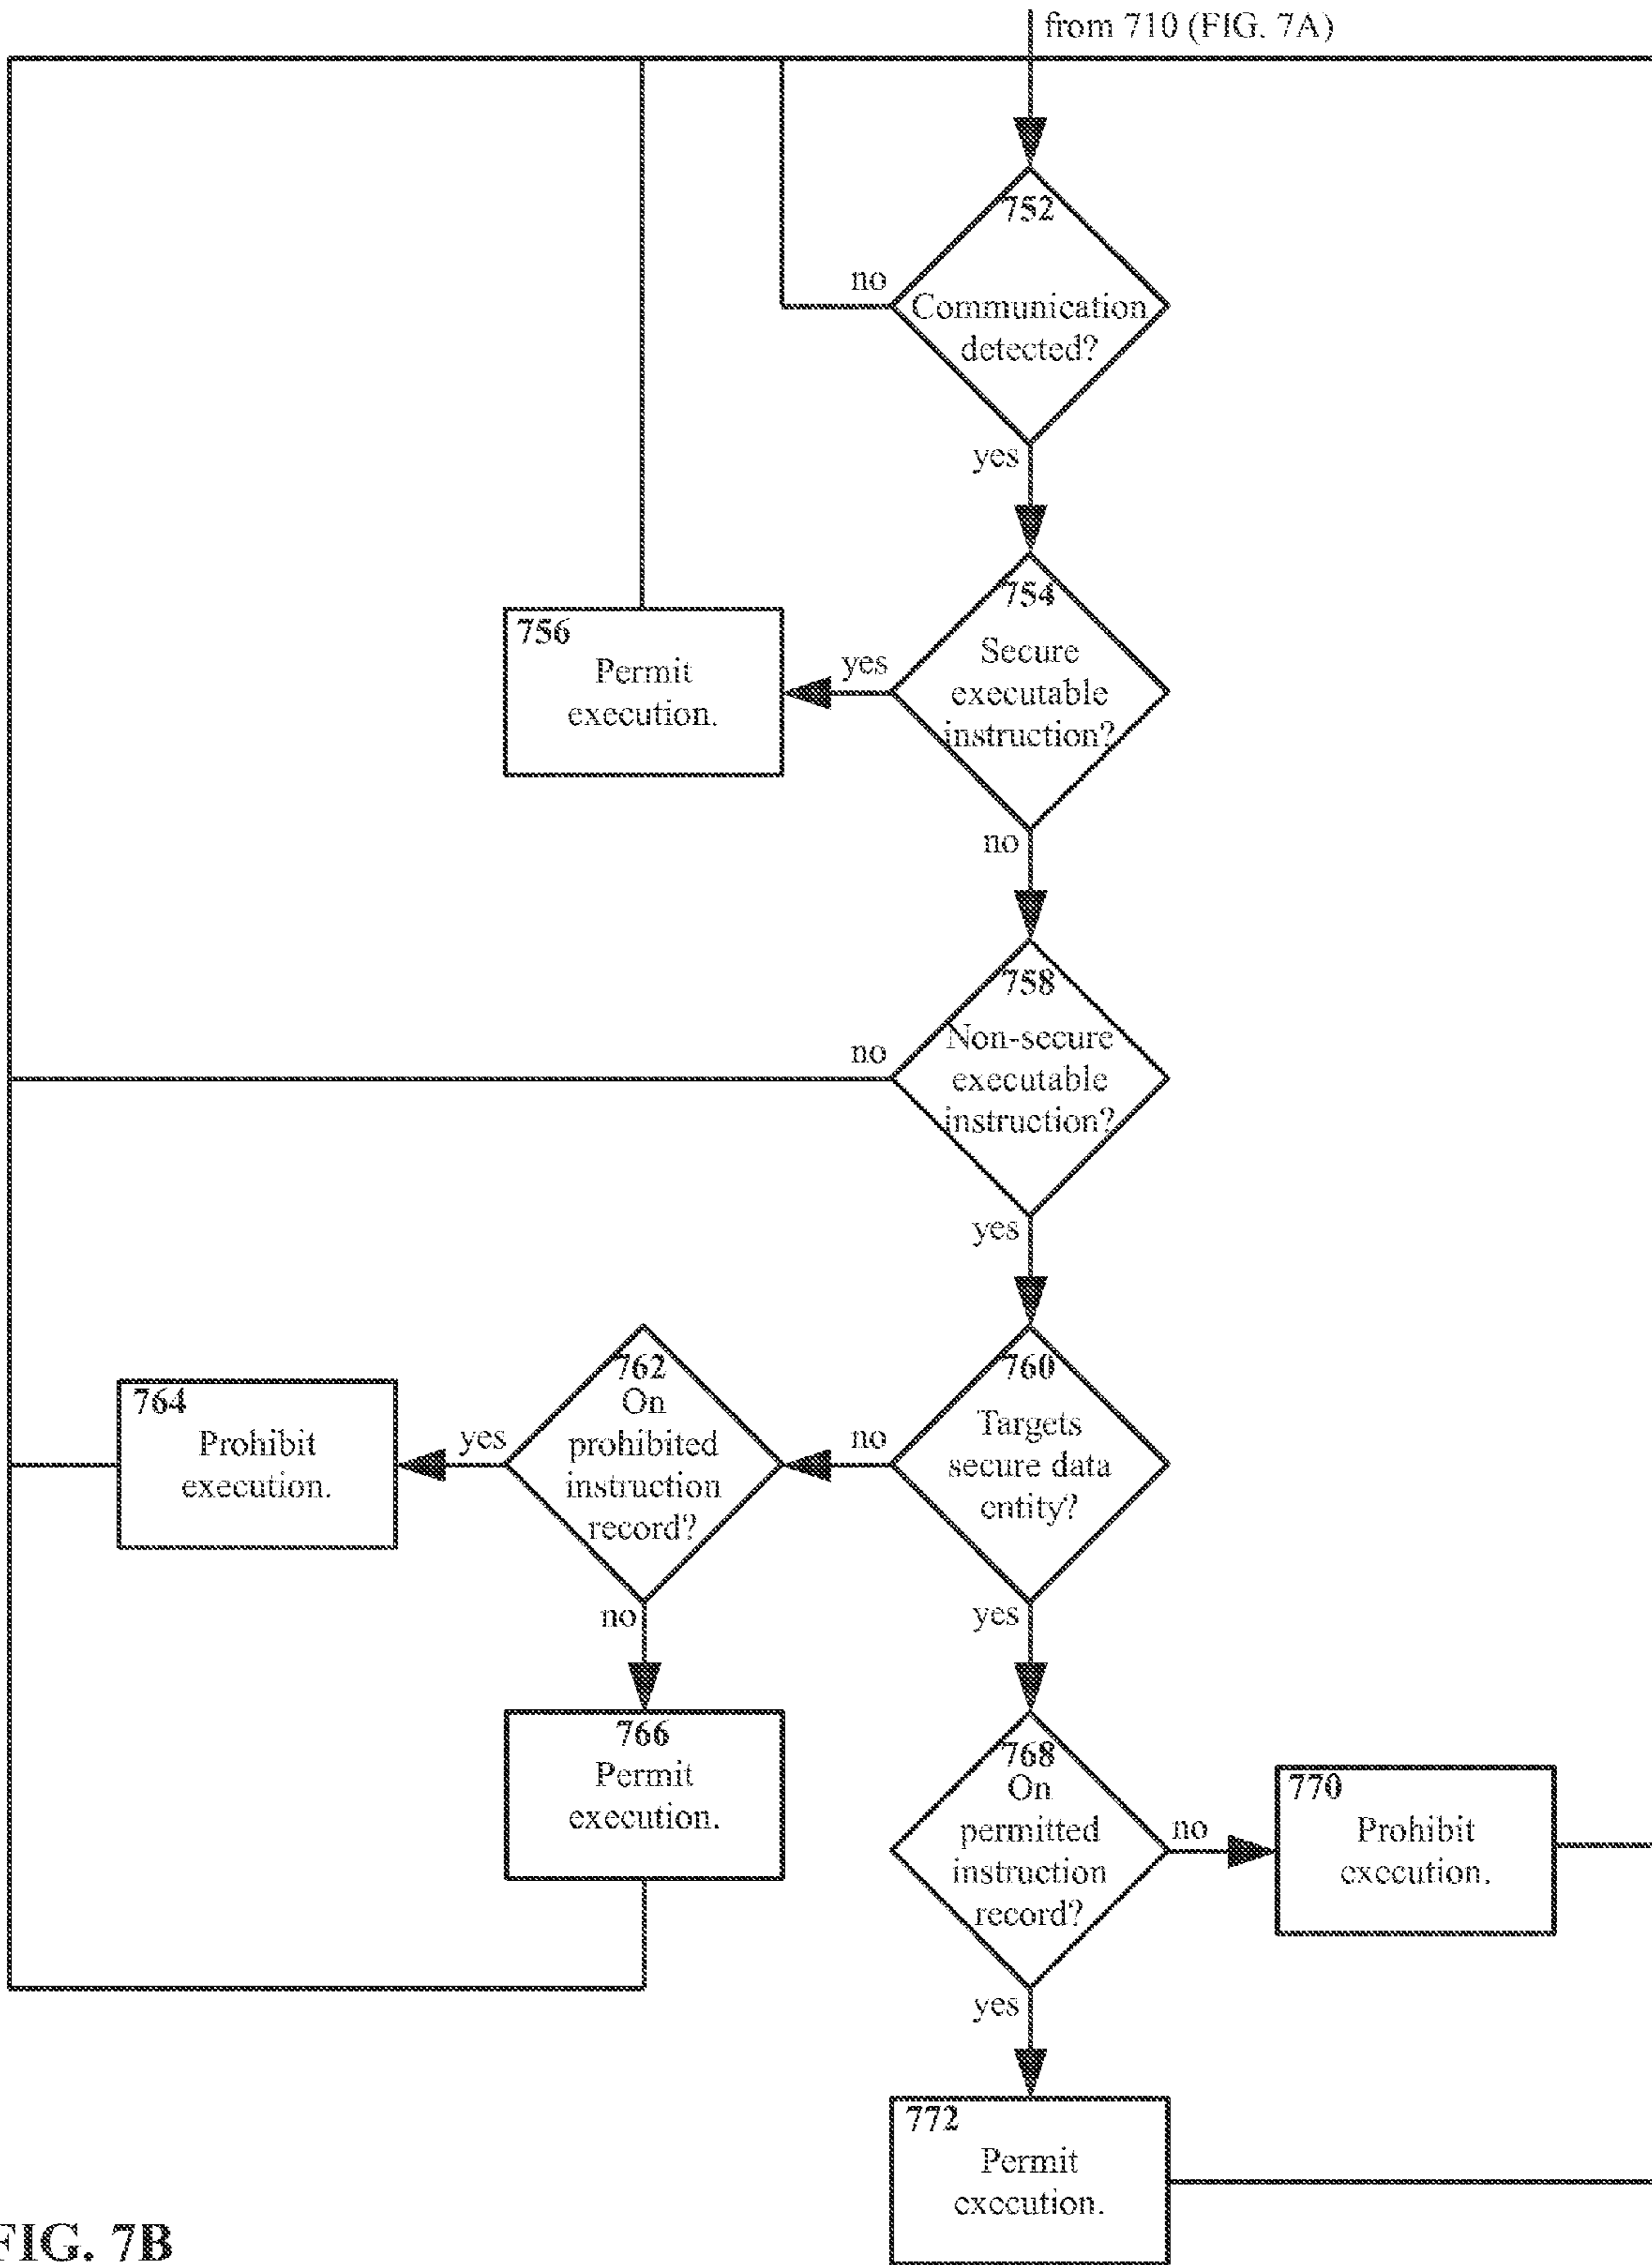 from 710 (FIG. 7A)
752
Communication
detected?
no
yes
754
Secure
executable
instruction?
yes
756
Permit
execution.
no
758
Non-secure
executable
instruction?
no
yes
760
Targets
secure data
entity?
no
762
On
prohibited
instruction
record?
yes
764
Prohibit
execution.
no
766
Permit
execution.
yes
768
On
permitted
instruction
record?
no
770
Prohibit
execution.
yes
772
Permit
execution.
FIG. 7B